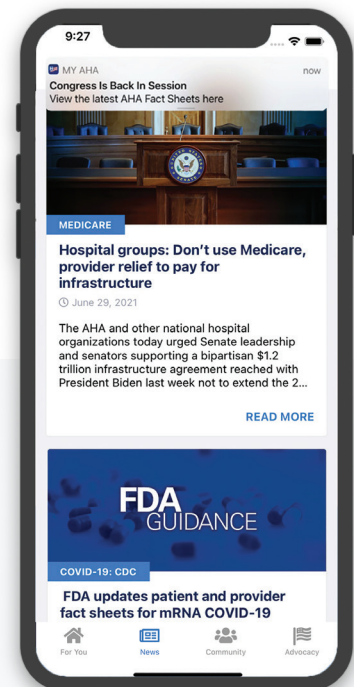 9:27
MY AHA now
Congress Is Back In Session
View the latest AHA Fact Sheets here
MEDICARE
Hospital groups: Don’t use Medicare,
provider relief to pay for
infrastructure
June 29, 2021
The AHA and other national hospital
organizations today urged Senate leadership
and senators supporting a bipartisan $1.2
trillion infrastructure agreement reached with
President Biden last week not to extend the 2...
READ MORE
FDA
GUIDANCE
COVID-19: CDC
FDA updates patient and provider
fact sheets for mRNA COVID-19
For You News Community Advocacy